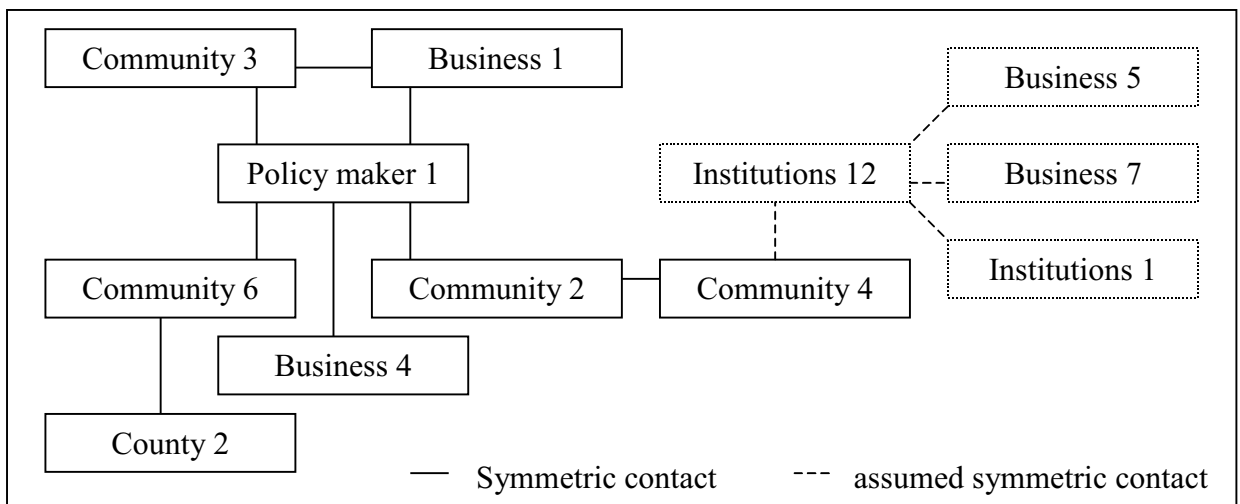 Community 3
Business 1
Business 5
Policy maker 1
Institutions 12
Business 7
Community 6
Community 2
Community 4
Institutions 1
Business 4
County 2
Symmetric contact
assumed symmetric contact